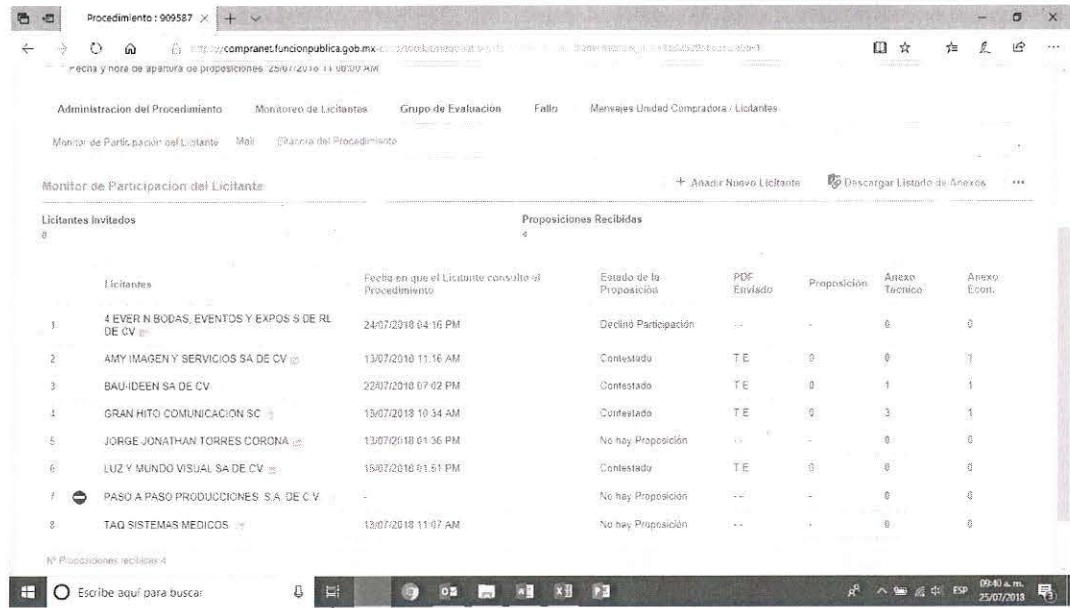 Procedimiento : 909587
compranet.funcionpublica.gob.mx
Fecha y hora de apertura de proposiciones 25/07/2018 11:00:00 AM
Administracion del Procedimiento Monitoreo de Licitantes Grupo de Evaluación Fallo Mensajes Unidad Compradora / Licitantes
Monitor de Participación del Licitante Mail Bitacora del Procedimiento
Monitor de Participacion del Licitante + Anadir Nuevo Licitante Descargar Listado de Anexos ...
Licitantes Invitados Proposiciones Recibidas
8 4
Licitantes Fecha en que el Licitante consulto el Procedimiento Estado de la Proposición PDF Enviado Proposición Anexo Tecnico Anexo Econ.
1 4 EVER N BODAS, EVENTOS Y EXPOS S DE RL DE CV 24/07/2018 04:16 PM Declinó Participación -- - 0 0
2 AMY IMAGEN Y SERVICIOS SA DE CV 13/07/2018 11:16 AM Contestado T E 0 0 1
3 BAU-IDEEN SA DE CV 22/07/2018 07:02 PM Contestado T E 0 1 1
4 GRAN HITO COMUNICACION SC 13/07/2018 10:34 AM Contestado T E 0 3 1
5 JORGE JONATHAN TORRES CORONA 13/07/2018 01:36 PM No hay Proposición -- - 0 0
6 LUZ Y MUNDO VISUAL SA DE CV 15/07/2018 01:51 PM Contestado T E 0 0 0
7 PASO A PASO PRODUCCIONES S.A. DE C.V. - No hay Proposición -- - 0 0
8 TAQ SISTEMAS MEDICOS 13/07/2018 11:07 AM No hay Proposición -- - 0 0
Nº Proposiciones recibidas 4
Escribe aquí para buscar ESP 09:40 a. m.
25/07/2018